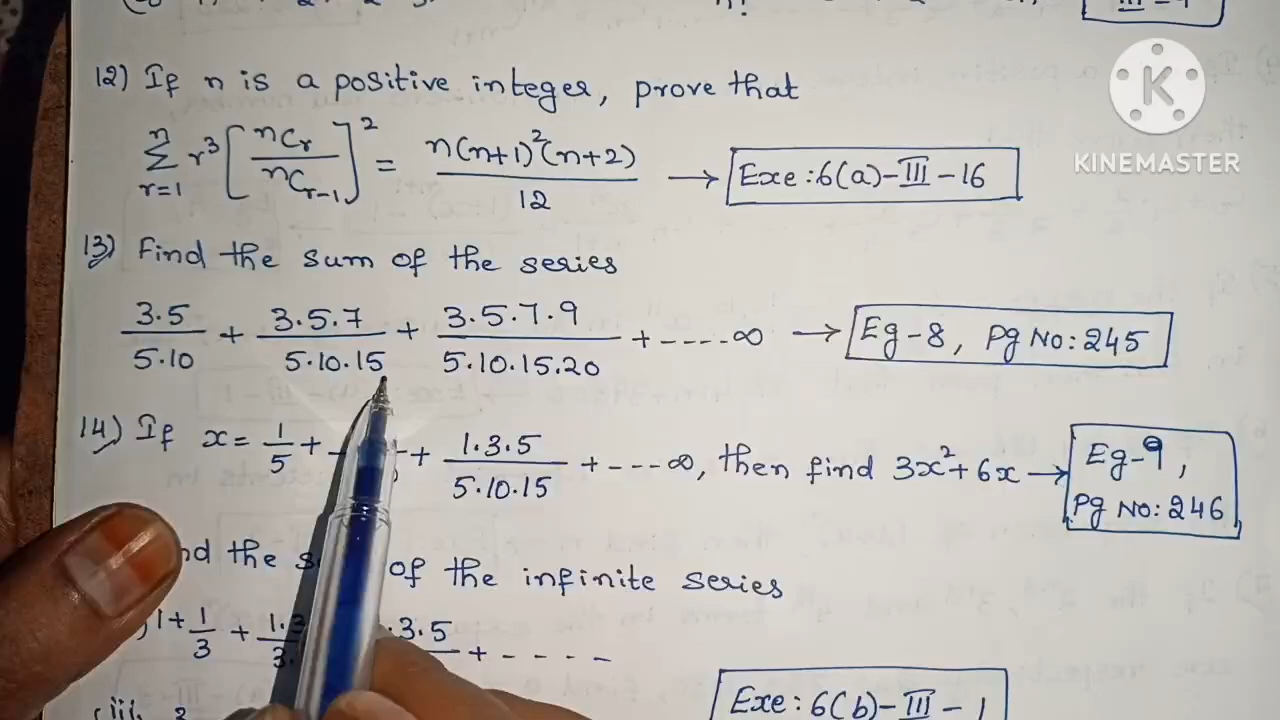 12) If n is a positive integer, prove that
n Σ r=1 r³ [ nCr / nCr-1 ]² = n(n+1)²(n+2) / 12 → Exe: 6(a)-III-16
K
KINEMASTER
13) Find the sum of the series
3.5 / 5.10 + 3.5.7 / 5.10.15 + 3.5.7.9 / 5.10.15.20 + ----∞ → Eg-8, Pg No: 245
14) If x = 1/5 + + 1.3.5 / 5.10.15 + ---∞, then find 3x²+6x → Eg-9, Pg No: 246
the of the infinite series
1 + 1/3 + .3.5 + - - - -
Exe: 6(b)-III-1